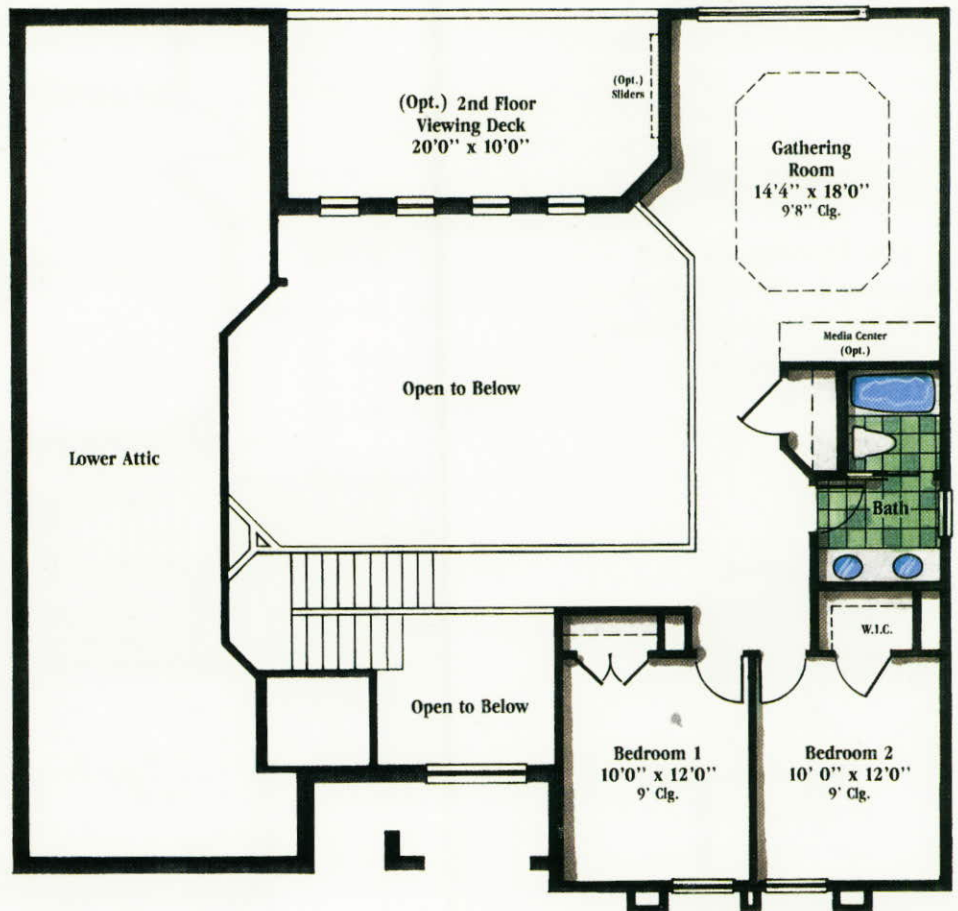 (Opt.) 2nd Floor
Viewing Deck
20'0" x 10'0"
(Opt.)
Sliders
Gathering
Room
14'4" x 18'0"
9'8" Clg.
Media Center
(Opt.)
Open to Below
Lower Attic
Bath
W.I.C.
Open to Below
Bedroom 1
10'0" x 12'0"
9' Clg.
Bedroom 2
10' 0" x 12'0"
9' Clg.